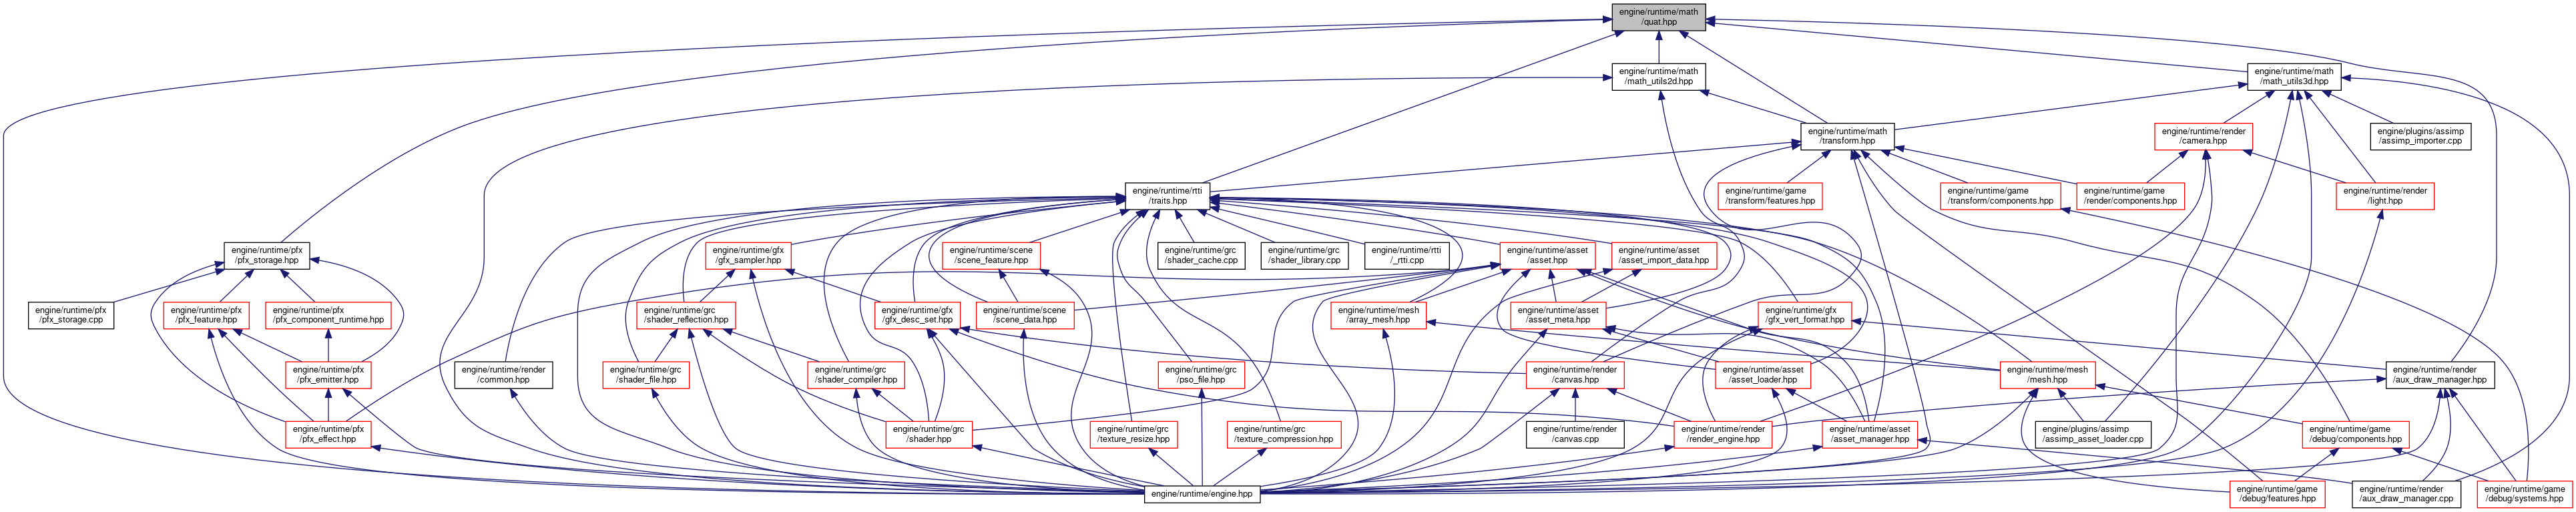 engine/runtime/math
/quat.hpp
engine/runtime/math
/math_utils2d.hpp
engine/runtime/math
/math_utils3d.hpp
engine/runtime/math
/transform.hpp
engine/runtime/render
/camera.hpp
engine/plugins/assimp
/assimp_importer.cpp
engine/runtime/rtti
/traits.hpp
engine/runtime/game
/transform/features.hpp
engine/runtime/game
/transform/components.hpp
engine/runtime/game
/render/components.hpp
engine/runtime/render
/light.hpp
engine/runtime/pfx
/pfx_storage.hpp
engine/runtime/gfx
/gfx_sampler.hpp
engine/runtime/scene
/scene_feature.hpp
engine/runtime/grc
/shader_cache.cpp
engine/runtime/grc
/shader_library.cpp
engine/runtime/rtti
/_rtti.cpp
engine/runtime/asset
/asset.hpp
engine/runtime/asset
/asset_import_data.hpp
engine/runtime/pfx
/pfx_storage.cpp
engine/runtime/pfx
/pfx_feature.hpp
engine/runtime/pfx
/pfx_component_runtime.hpp
engine/runtime/grc
/shader_reflection.hpp
engine/runtime/gfx
/gfx_desc_set.hpp
engine/runtime/scene
/scene_data.hpp
engine/runtime/mesh
/array_mesh.hpp
engine/runtime/asset
/asset_meta.hpp
engine/runtime/gfx
/gfx_vert_format.hpp
engine/runtime/pfx
/pfx_emitter.hpp
engine/runtime/render
/common.hpp
engine/runtime/grc
/shader_file.hpp
engine/runtime/grc
/shader_compiler.hpp
engine/runtime/grc
/pso_file.hpp
engine/runtime/render
/canvas.hpp
engine/runtime/asset
/asset_loader.hpp
engine/runtime/mesh
/mesh.hpp
engine/runtime/render
/aux_draw_manager.hpp
engine/runtime/pfx
/pfx_effect.hpp
engine/runtime/grc
/shader.hpp
engine/runtime/grc
/texture_resize.hpp
engine/runtime/grc
/texture_compression.hpp
engine/runtime/render
/canvas.cpp
engine/runtime/render
/render_engine.hpp
engine/runtime/asset
/asset_manager.hpp
engine/plugins/assimp
/assimp_asset_loader.cpp
engine/runtime/game
/debug/components.hpp
engine/runtime/engine.hpp
engine/runtime/game
/debug/features.hpp
engine/runtime/render
/aux_draw_manager.cpp
engine/runtime/game
/debug/systems.hpp